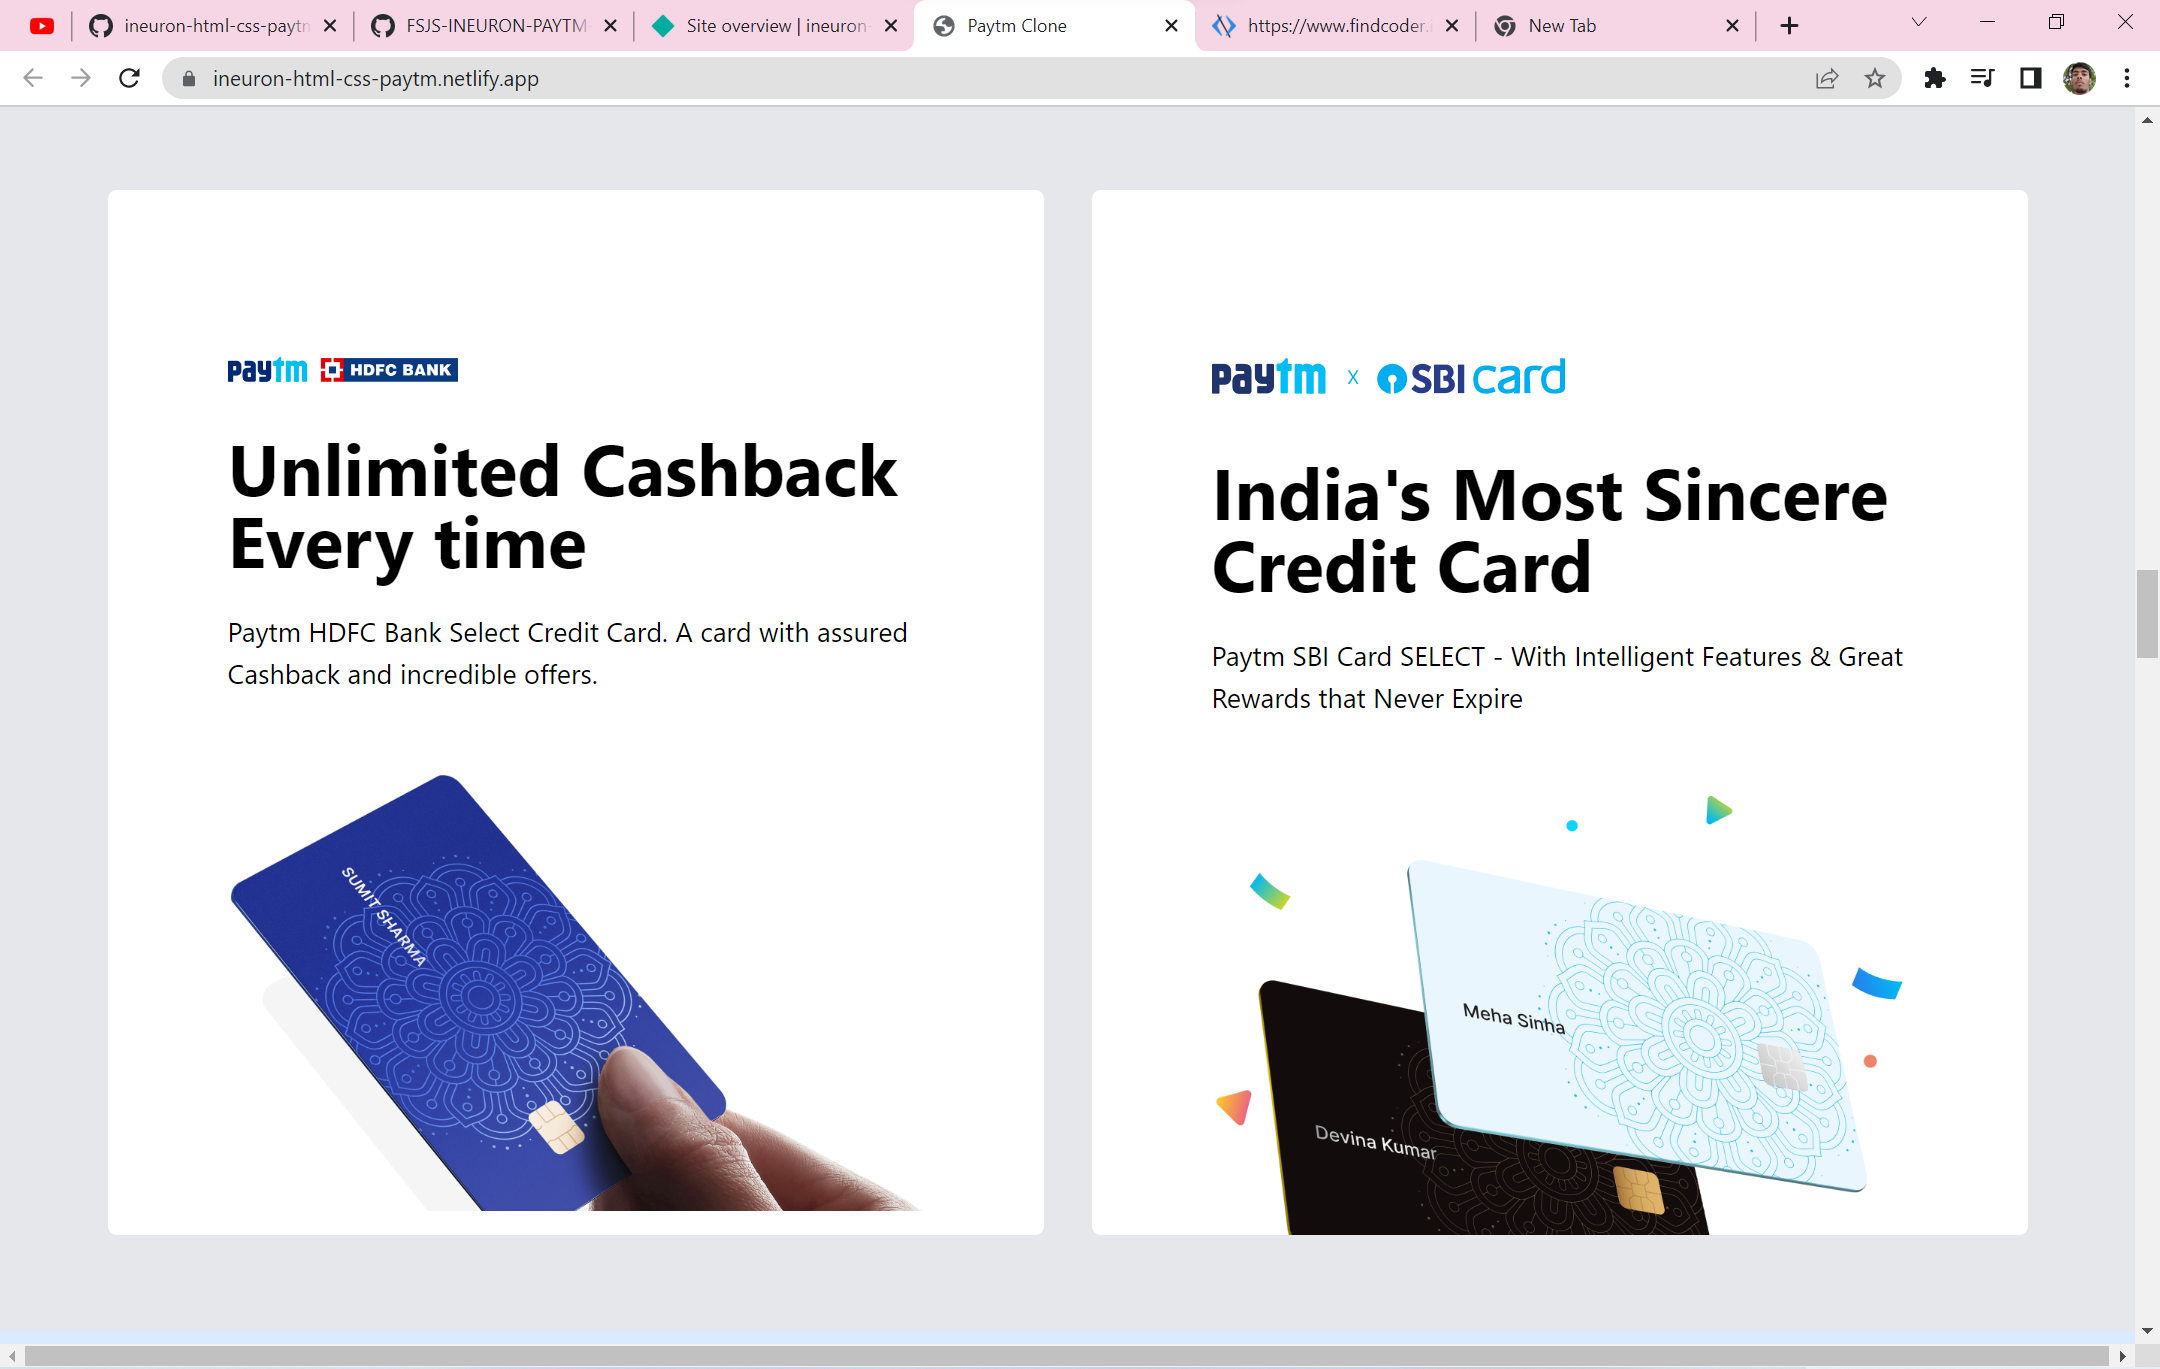 ineuron-html-css-paytm
FSJS-INEURON-PAYTM-
Site overview | ineuron-
Paytm Clone
https://www.findcoder.i
New Tab
ineuron-html-css-paytm.netlify.app
paytm HDFC BANK
Unlimited Cashback
Every time
Paytm HDFC Bank Select Credit Card. A card with assured
Cashback and incredible offers.
SUMIT SHARMA
paytm x SBI card
India's Most Sincere
Credit Card
Paytm SBI Card SELECT - With Intelligent Features & Great
Rewards that Never Expire
Meha Sinha
Devina Kumar